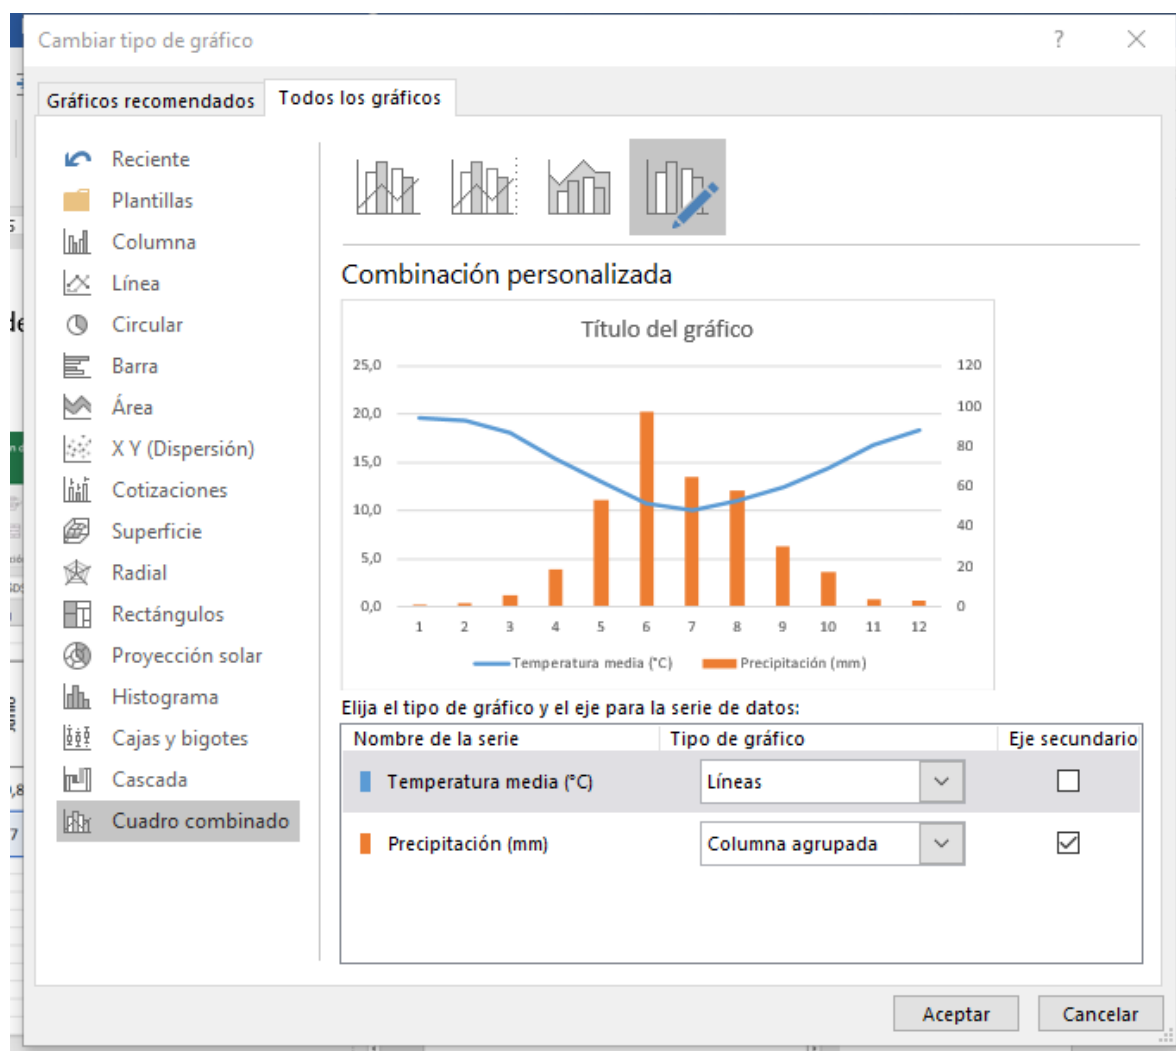 Cambiar tipo de gráfico ?
Gráficos recomendados Todos los gráficos
Reciente
Plantillas
Columna
Línea
Circular
Barra
Área
X Y (Dispersión)
Cotizaciones
Superficie
Radial
Rectángulos
Proyección solar
Histograma
Cajas y bigotes
Cascada
Cuadro combinado
Combinación personalizada
Título del gráfico
25,0 120
20,0 100
15,0 80
10,0 60
5,0 40
0,0 20
0
1 2 3 4 5 6 7 8 9 10 11 12
Temperatura media (°C) Precipitación (mm)
Elija el tipo de gráfico y el eje para la serie de datos:
Nombre de la serie Tipo de gráfico Eje secundario
Temperatura media (°C) Líneas
Precipitación (mm) Columna agrupada
Aceptar Cancelar